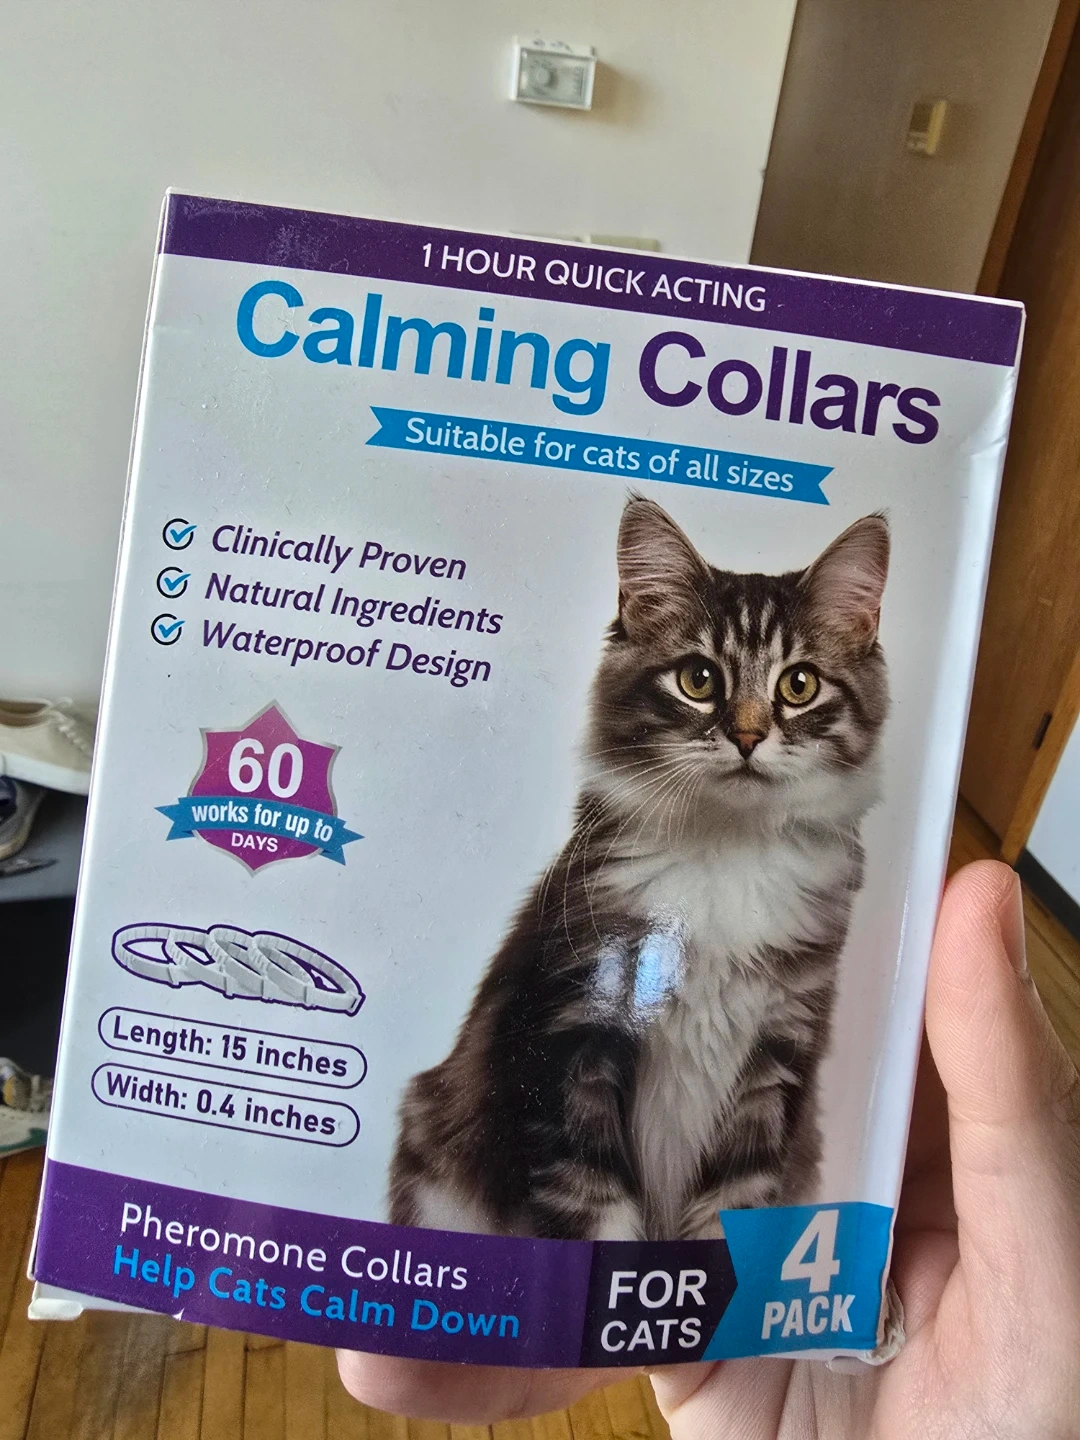 1 HOUR QUICK ACTING
Calming Collars
Suitable for cats of all sizes
Clinically Proven
Natural Ingredients
Waterproof Design
60
works for up to
DAYS
Length: 15 inches
Width: 0.4 inches
Pheromone Collars
Help Cats Calm Down
FOR
CATS
4
PACK